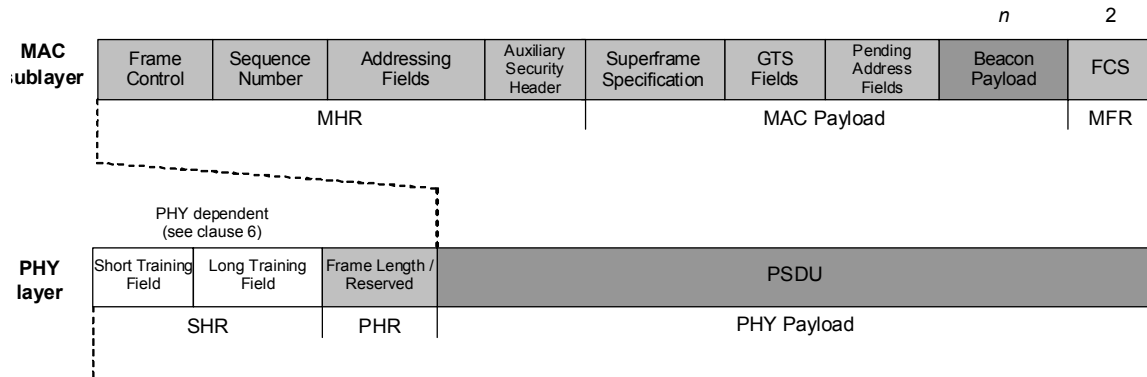 n 2
MAC
sublayer
Frame
Control
Sequence
Number
Addressing
Fields
Auxiliary
Security
Header
Superframe
Specification
GTS
Fields
Pending
Address
Fields
Beacon
Payload
FCS
MHR MAC Payload MFR
PHY dependent
(see clause 6)
PHY
layer
Short Training
Field
Long Training
Field
Frame Length /
Reserved
PSDU
SHR PHR PHY Payload